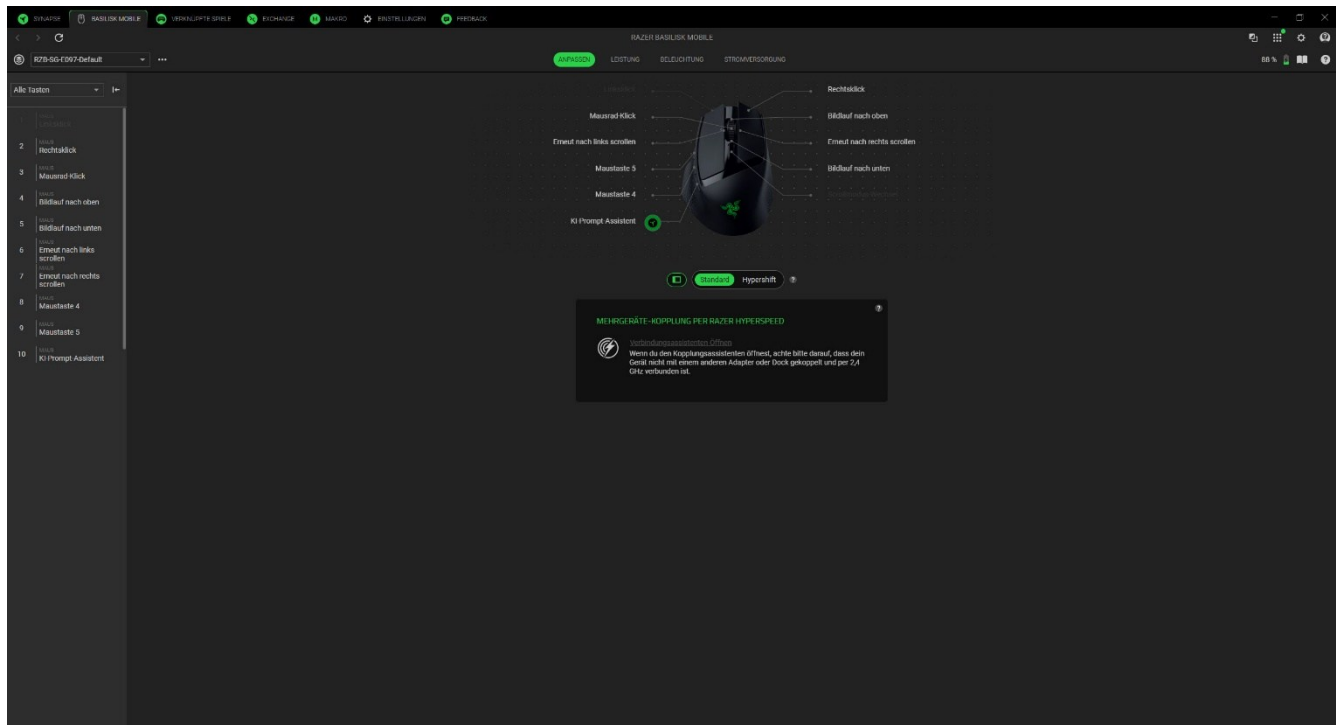 SYNAPSE
BASILISK MOBILE
VERKNÜPFTE SPIELE
EXCHANGE
MAKRO
EINSTELLUNGEN
FEEDBACK
RAZER BASILISK MOBILE
RZB-SG-E097-Default
ANPASSEN
LEISTUNG
BELEUCHTUNG
STROMVERSORGUNG
88 %
Alle Tasten
1
MAUS
Linksklick
2
MAUS
Rechtsklick
3
MAUS
Mausrad-Klick
4
MAUS
Bildlauf nach oben
5
MAUS
Bildlauf nach unten
6
MAUS
Erneut nach links
scrollen
7
MAUS
Erneut nach rechts
scrollen
8
MAUS
Maustaste 4
9
MAUS
Maustaste 5
10
MAUS
KI-Prompt-Assistent
Linksklick
Mausrad-Klick
Erneut nach links scrollen
Maustaste 5
Maustaste 4
KI-Prompt-Assistent
Rechtsklick
Bildlauf nach oben
Erneut nach rechts scrollen
Bildlauf nach unten
Standard
Hypershift
MEHRGERÄTE-KOPPLUNG PER RAZER HYPERSPEED
Verbindungsassistenten Öffnen
Wenn du den Kopplungsassistenten öffnest, achte bitte darauf, dass dein
Gerät nicht mit einem anderen Adapter oder Dock gekoppelt und per 2,4
GHz verbunden ist.